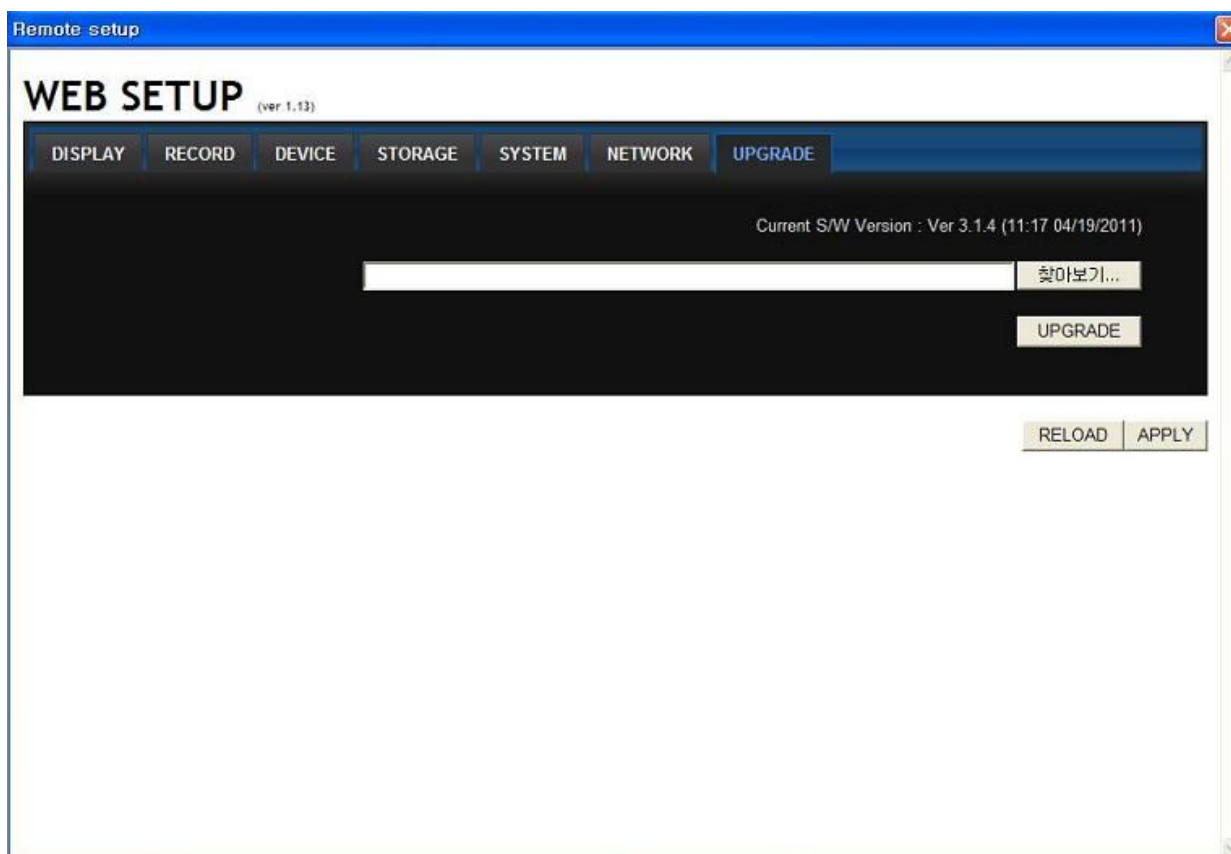 Remote setup
WEB SETUP (ver 1.13)
DISPLAY RECORD DEVICE STORAGE SYSTEM NETWORK UPGRADE
Current S/W Version : Ver 3.1.4 (11:17 04/19/2011)
찾아보기...
UPGRADE
RELOAD APPLY